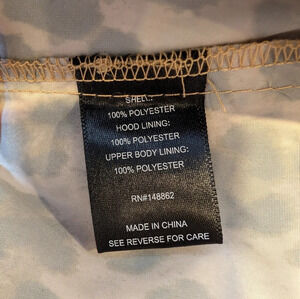 SHELL:
100% POLYESTER
HOOD LINING:
100% POLYESTER
UPPER BODY LINING:
100% POLYESTER
RN#148862
MADE IN CHINA
SEE REVERSE FOR CARE